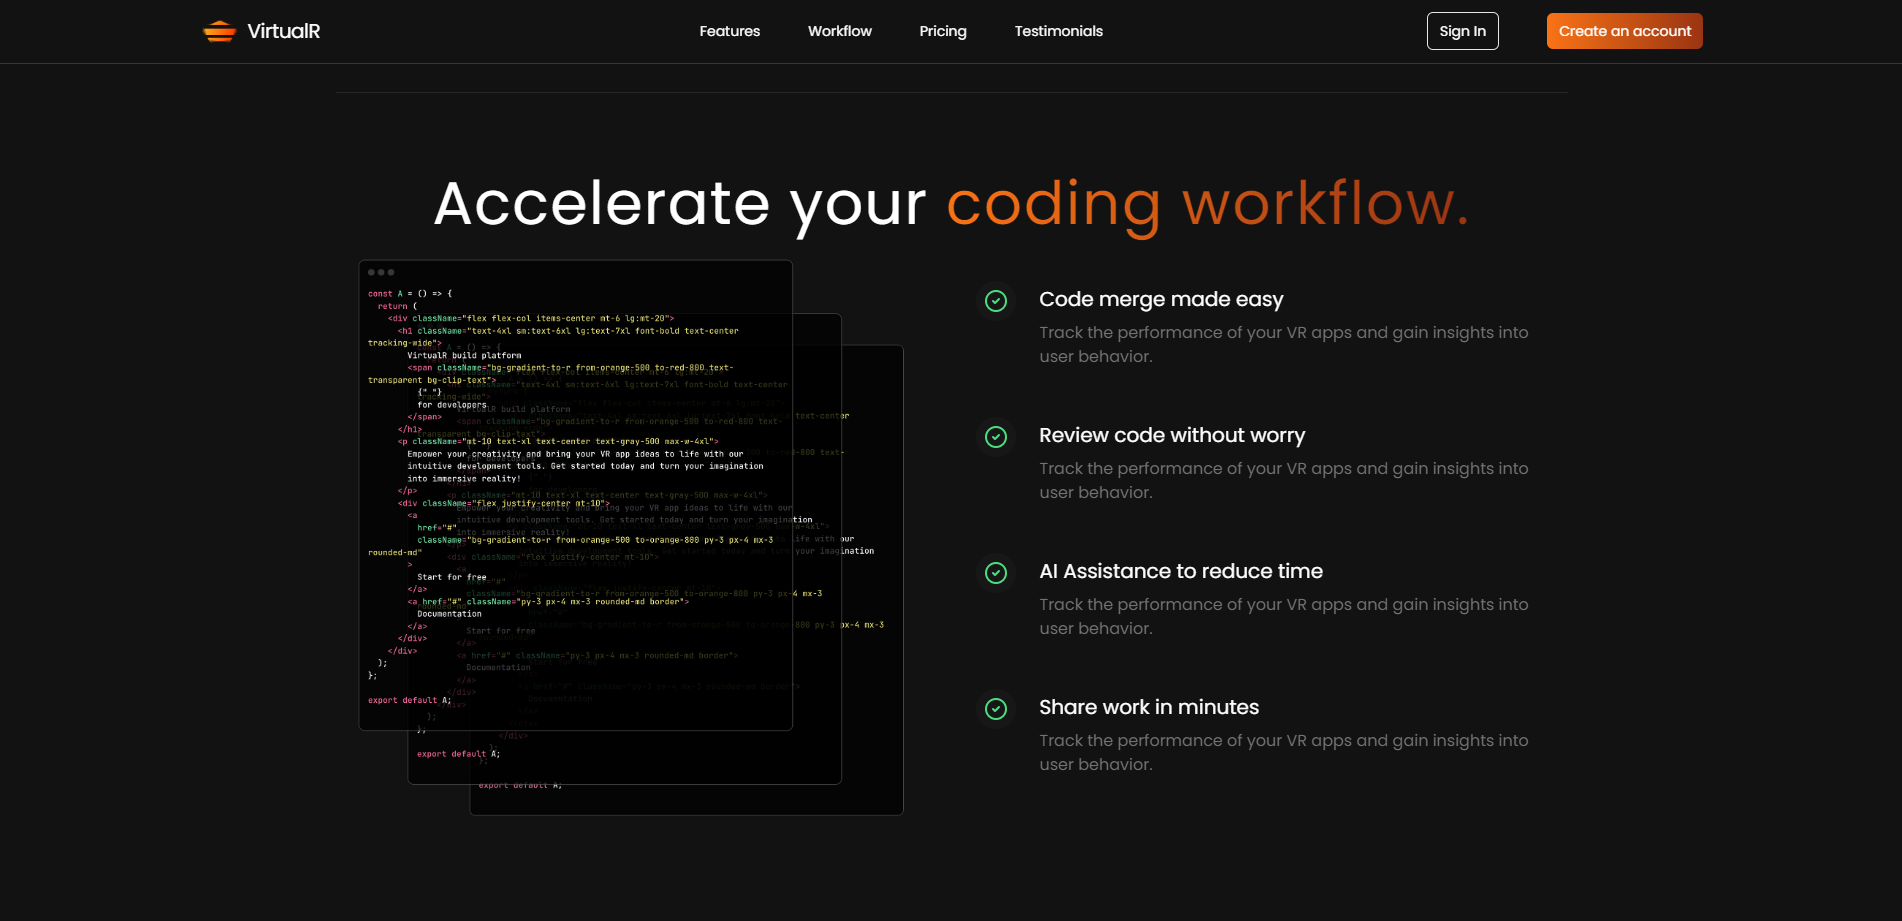 VirtualR
Features
Workflow
Pricing
Testimonials
Sign In
Create an account
Accelerate your coding workflow.
const A = () => {
return (
<div className="flex flex-col items-center mt-6 lg:mt-20">
<h1 className="text-4xl sm:text-6xl lg:text-7xl font-bold text-center
tracking-wide">
VirtualR build platform
<span className="bg-gradient-to-r from-orange-500 to-red-800 text-
transparent bg-clip-text">
{" "}
for developers
</span>
</h1>
<p className="mt-10 text-xl text-center text-gray-500 max-w-4xl">
Empower your creativity and bring your VR app ideas to life with our
intuitive development tools. Get started today and turn your imagination
into immersive reality!
</p>
<div className="flex justify-center mt-10">
<a
href="#"
className="bg-gradient-to-r from-orange-500 to-orange-800 py-3 px-4 mx-3
rounded-md"
>
Start for free
</a>
<a href="#" className="py-3 px-4 mx-3 rounded-md border">
Documentation
</a>
</div>
</div>
);
};
export default A;
export default A;
export default A;
Code merge made easy
Track the performance of your VR apps and gain insights into
user behavior.
Review code without worry
Track the performance of your VR apps and gain insights into
user behavior.
AI Assistance to reduce time
Track the performance of your VR apps and gain insights into
user behavior.
Share work in minutes
Track the performance of your VR apps and gain insights into
user behavior.